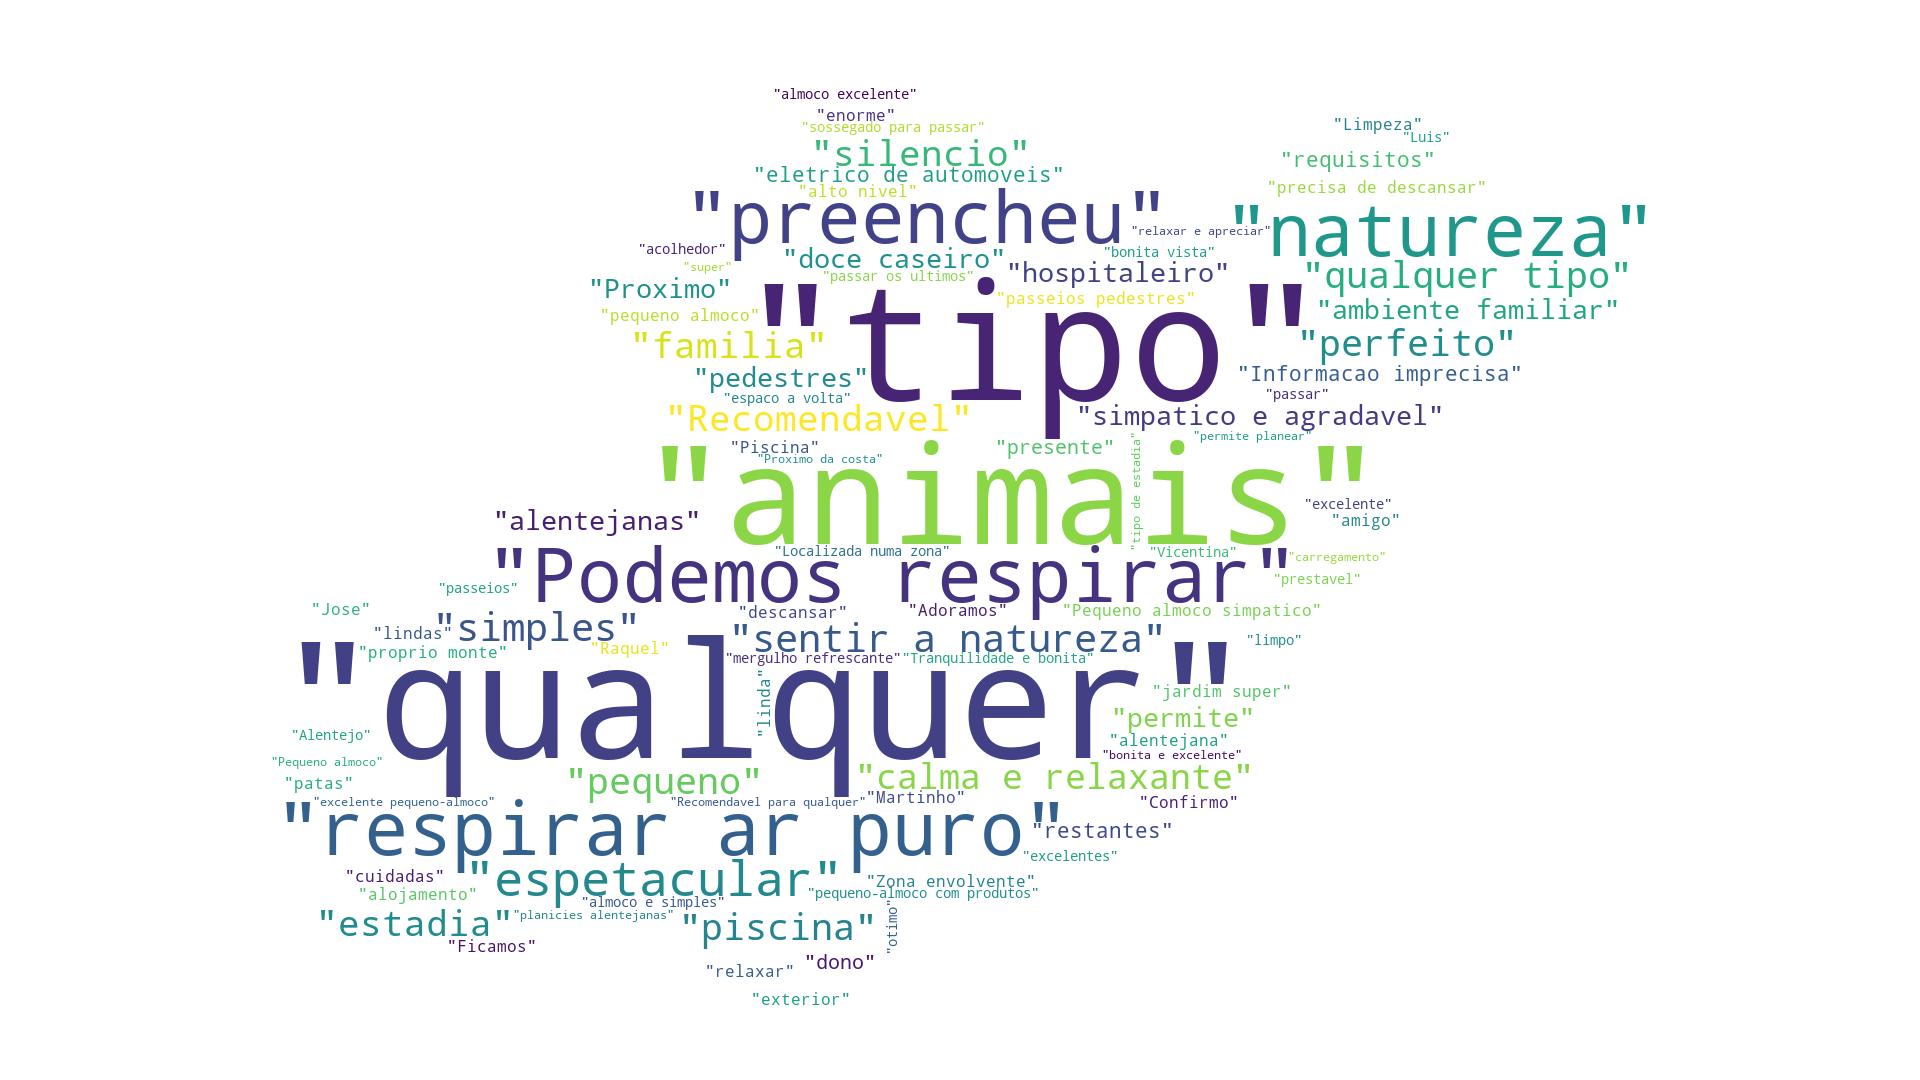 "almoco excelente"
"enorme"
"Limpeza"
"sossegado para passar"
"Luis"
"silencio"
"requisitos"
"eletrico de automoveis"
"precisa de descansar"
"alto nivel"
"preencheu"
"relaxar e apreciar"
"natureza"
"acolhedor"
"bonita vista"
"doce caseiro"
"super"
"hospitaleiro"
"qualquer tipo"
"passar os ultimos"
"Proximo"
"passeios pedestres"
"ambiente familiar"
"pequeno almoco"
"tipo"
"familia"
"perfeito"
"pedestres"
"Informacao imprecisa"
"espaco a volta"
"passar"
"Recomendavel"
"simpatico e agradavel"
"permite planear"
"Piscina"
"presente"
"Proximo da costa"
"tipo de estadia"
"animais"
"excelente"
"alentejanas"
"amigo"
"Localizada numa zona"
"Vicentina"
"carregamento"
"Podemos respirar"
"prestavel"
"passeios"
"Jose"
"descansar"
"Adoramos"
"Pequeno almoco simpatico"
"lindas"
"simples"
"sentir a natureza"
"limpo"
"proprio monte"
"Raquel"
"mergulho refrescante"
"Tranquilidade e bonita"
"linda"
"jardim super"
"qualquer"
"permite"
"Alentejo"
"alentejana"
"bonita e excelente"
"Pequeno almoco"
"patas"
"pequeno"
"calma e relaxante"
"excelente pequeno-almoco"
"Recomendavel para qualquer"
"Martinho"
"Confirmo"
"respirar ar puro"
"restantes"
"excelentes"
"cuidadas"
"espetacular"
"Zona envolvente"
"alojamento"
"pequeno-almoco com produtos"
"almoco e simples"
"estadia"
"planicies alentejanas"
"piscina"
"otimo"
"Ficamos"
"dono"
"relaxar"
"exterior"